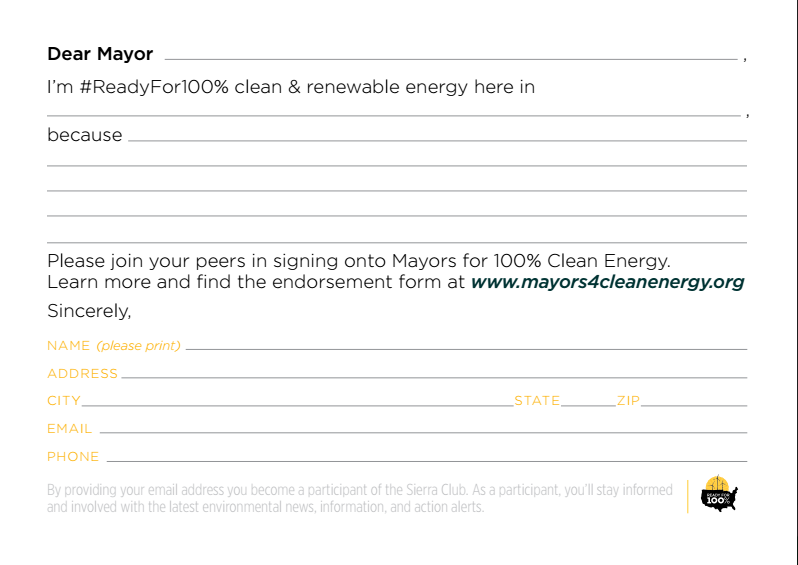 Dear Mayor ,
I'm #ReadyFor100% clean & renewable energy here in
,
because
Please join your peers in signing onto Mayors for 100% Clean Energy.
Learn more and find the endorsement form at www.mayors4cleanenergy.org
Sincerely,
NAME (please print)
ADDRESS
CITY STATE ZIP
EMAIL
PHONE
By providing your email address you become a participant of the Sierra Club. As a participant, you'll stay informed
and involved with the latest environmental news, information, and action alerts.
READY FOR
100%